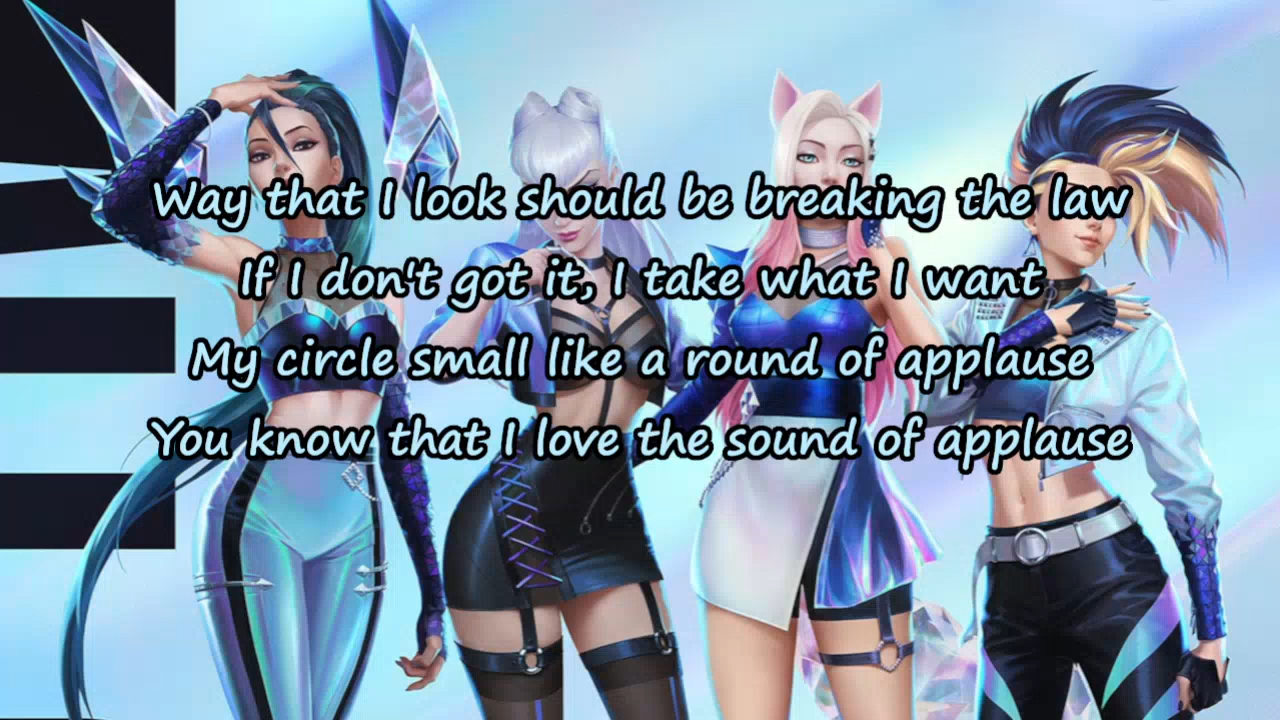 Way that I look should be breaking the law
If I don't got it, I take what I want
My circle small like a round of applause
You know that I love the sound of applause